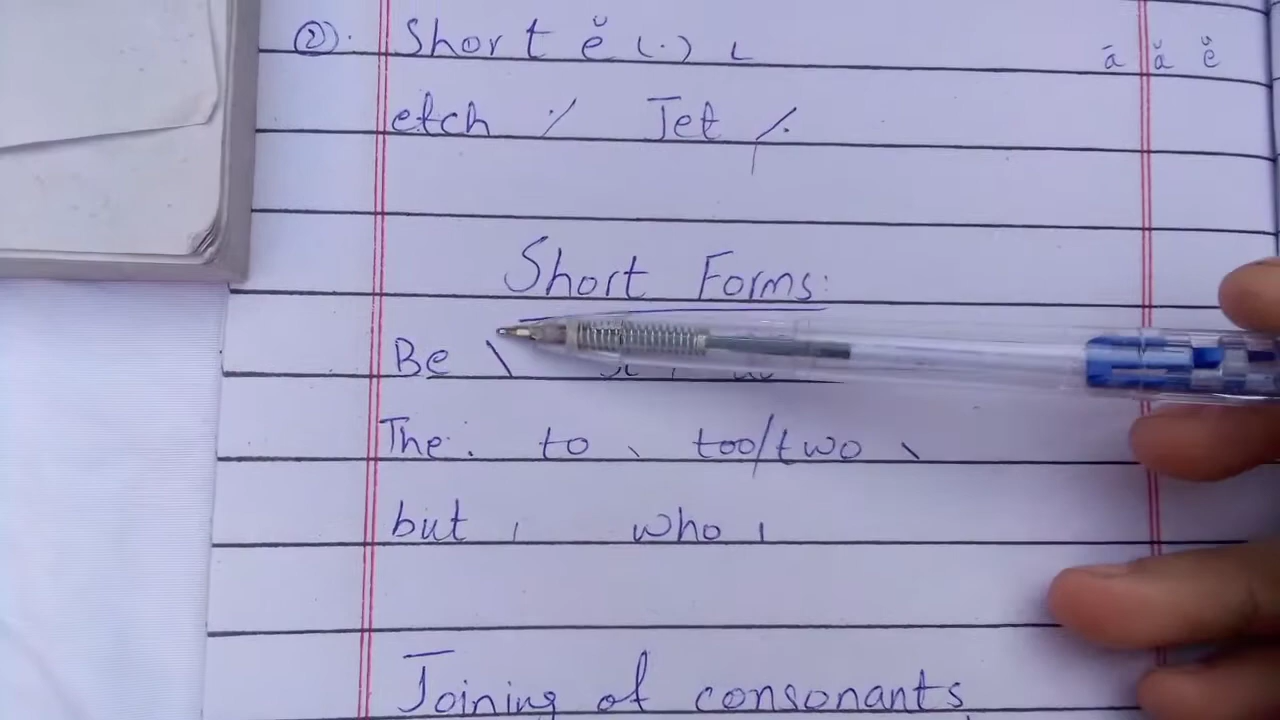 ā ă ĕ
②. Short ĕ (.)
etch Jet
Short Forms:
Be \
The . to \ too/two \
but | who |
Joining of consonants